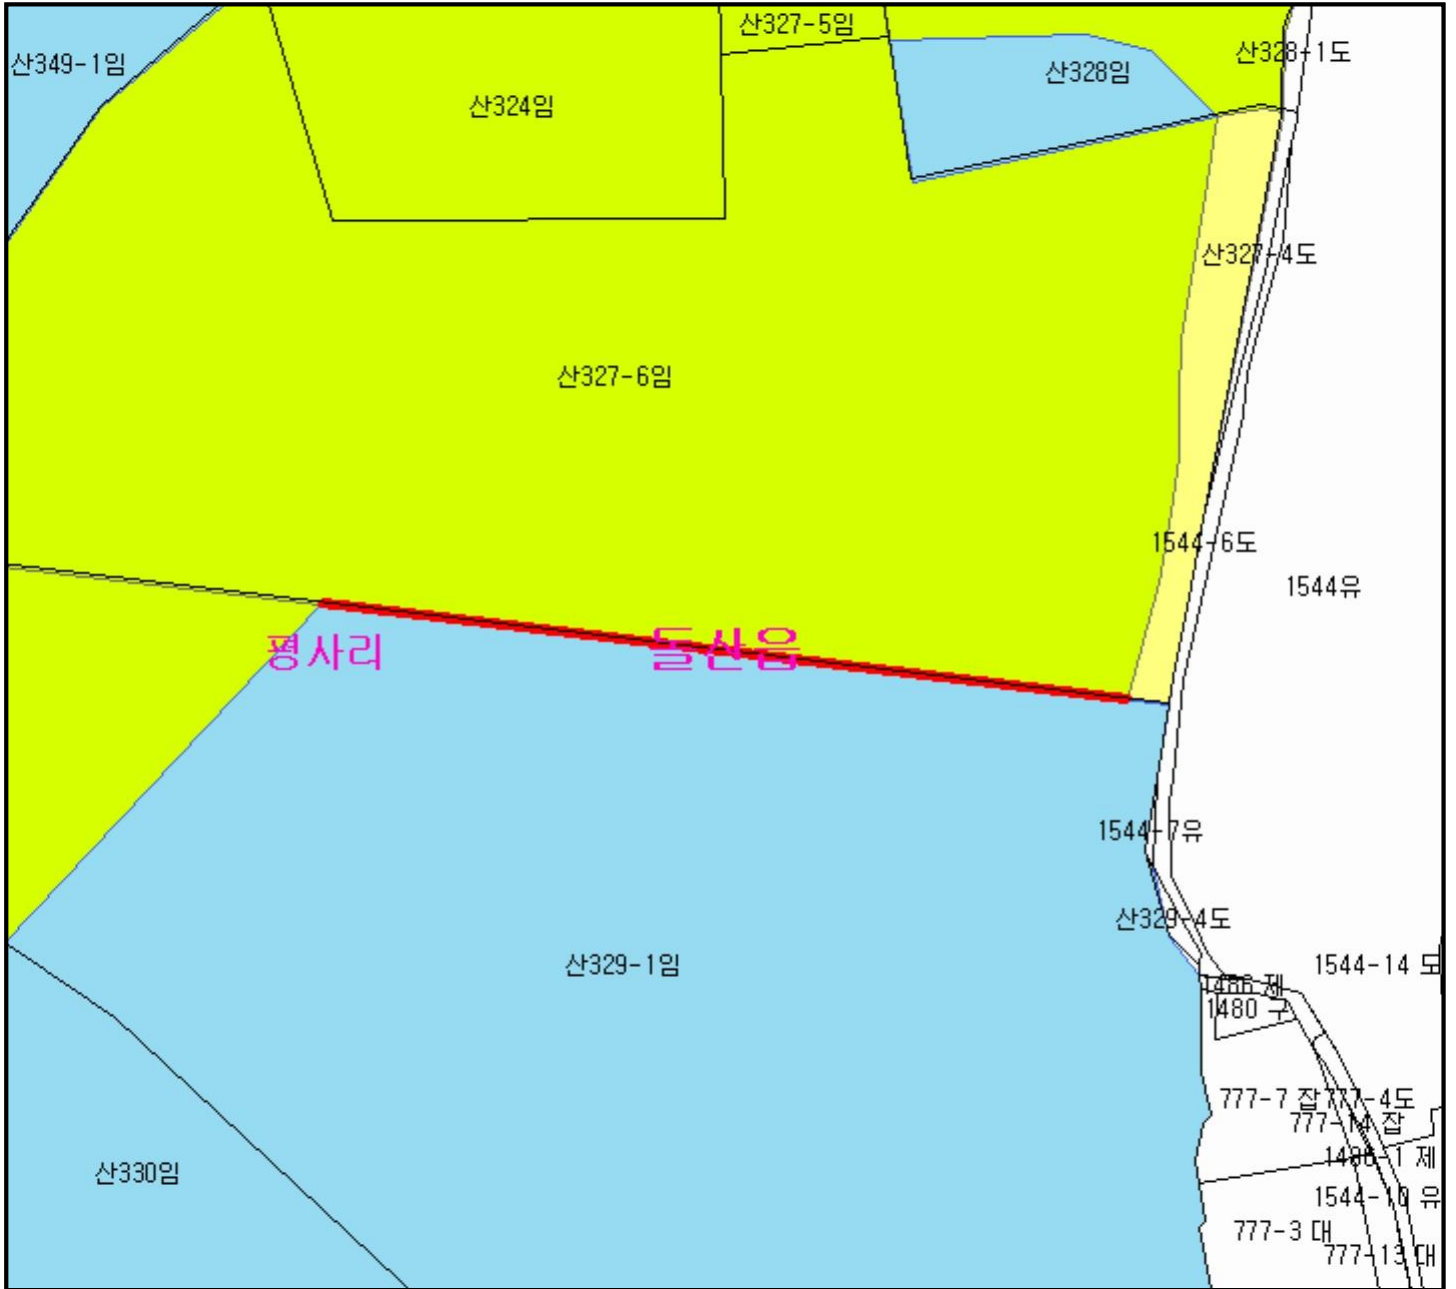 산327-5임
산349-1임
산328임
산328-1도
산324임
산327-4도
산327-6임
1544-6도
1544유
평사리
돌산읍
1544-7유
산329-4도
산329-1임
1544-14 도
1486 제
1480 구
777-7 잡
777-4도
777-14 잡
산330임
1486-1 제
1544-10 유
777-3 대
777-13 대